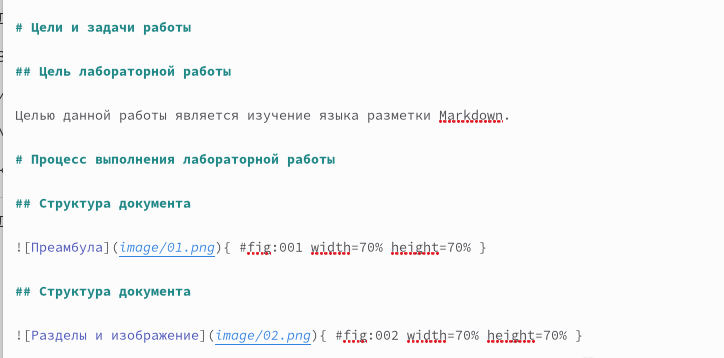 # Цели и задачи работы
## Цель лабораторной работы
Целью данной работы является изучение языка разметки Markdown.
# Процесс выполнения лабораторной работы
## Структура документа
![Преамбула](image/01.png){ #fig:001 width=70% height=70% }
## Структура документа
![Разделы и изображение](image/02.png){ #fig:002 width=70% height=70% }